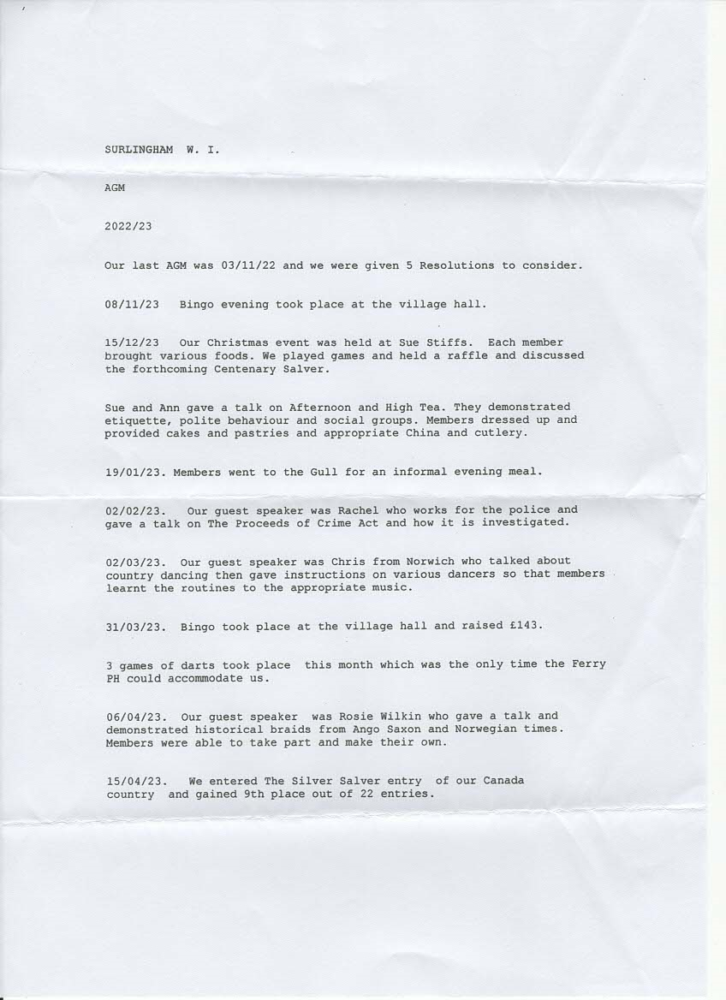 SURLINGHAM W. I.
AGM
2022/23
Our last AGM was 03/11/22 and we were given 5 Resolutions to consider.
08/11/23 Bingo evening took place at the village hall.
15/12/23 Our Christmas event was held at Sue Stiffs. Each member
brought various foods. We played games and held a raffle and discussed
the forthcoming Centenary Salver.
Sue and Ann gave a talk on Afternoon and High Tea. They demonstrated
etiquette, polite behaviour and social groups. Members dressed up and
provided cakes and pastries and appropriate China and cutlery.
19/01/23. Members went to the Gull for an informal evening meal.
02/02/23. Our guest speaker was Rachel who works for the police and
gave a talk on The Proceeds of Crime Act and how it is investigated.
02/03/23. Our guest speaker was Chris from Norwich who talked about
country dancing then gave instructions on various dancers so that members
learnt the routines to the appropriate music.
31/03/23. Bingo took place at the village hall and raised £143.
3 games of darts took place this month which was the only time the Ferry
PH could accommodate us.
06/04/23. Our guest speaker was Rosie Wilkin who gave a talk and
demonstrated historical braids from Ango Saxon and Norwegian times.
Members were able to take part and make their own.
15/04/23. We entered The Silver Salver entry of our Canada
country and gained 9th place out of 22 entries.